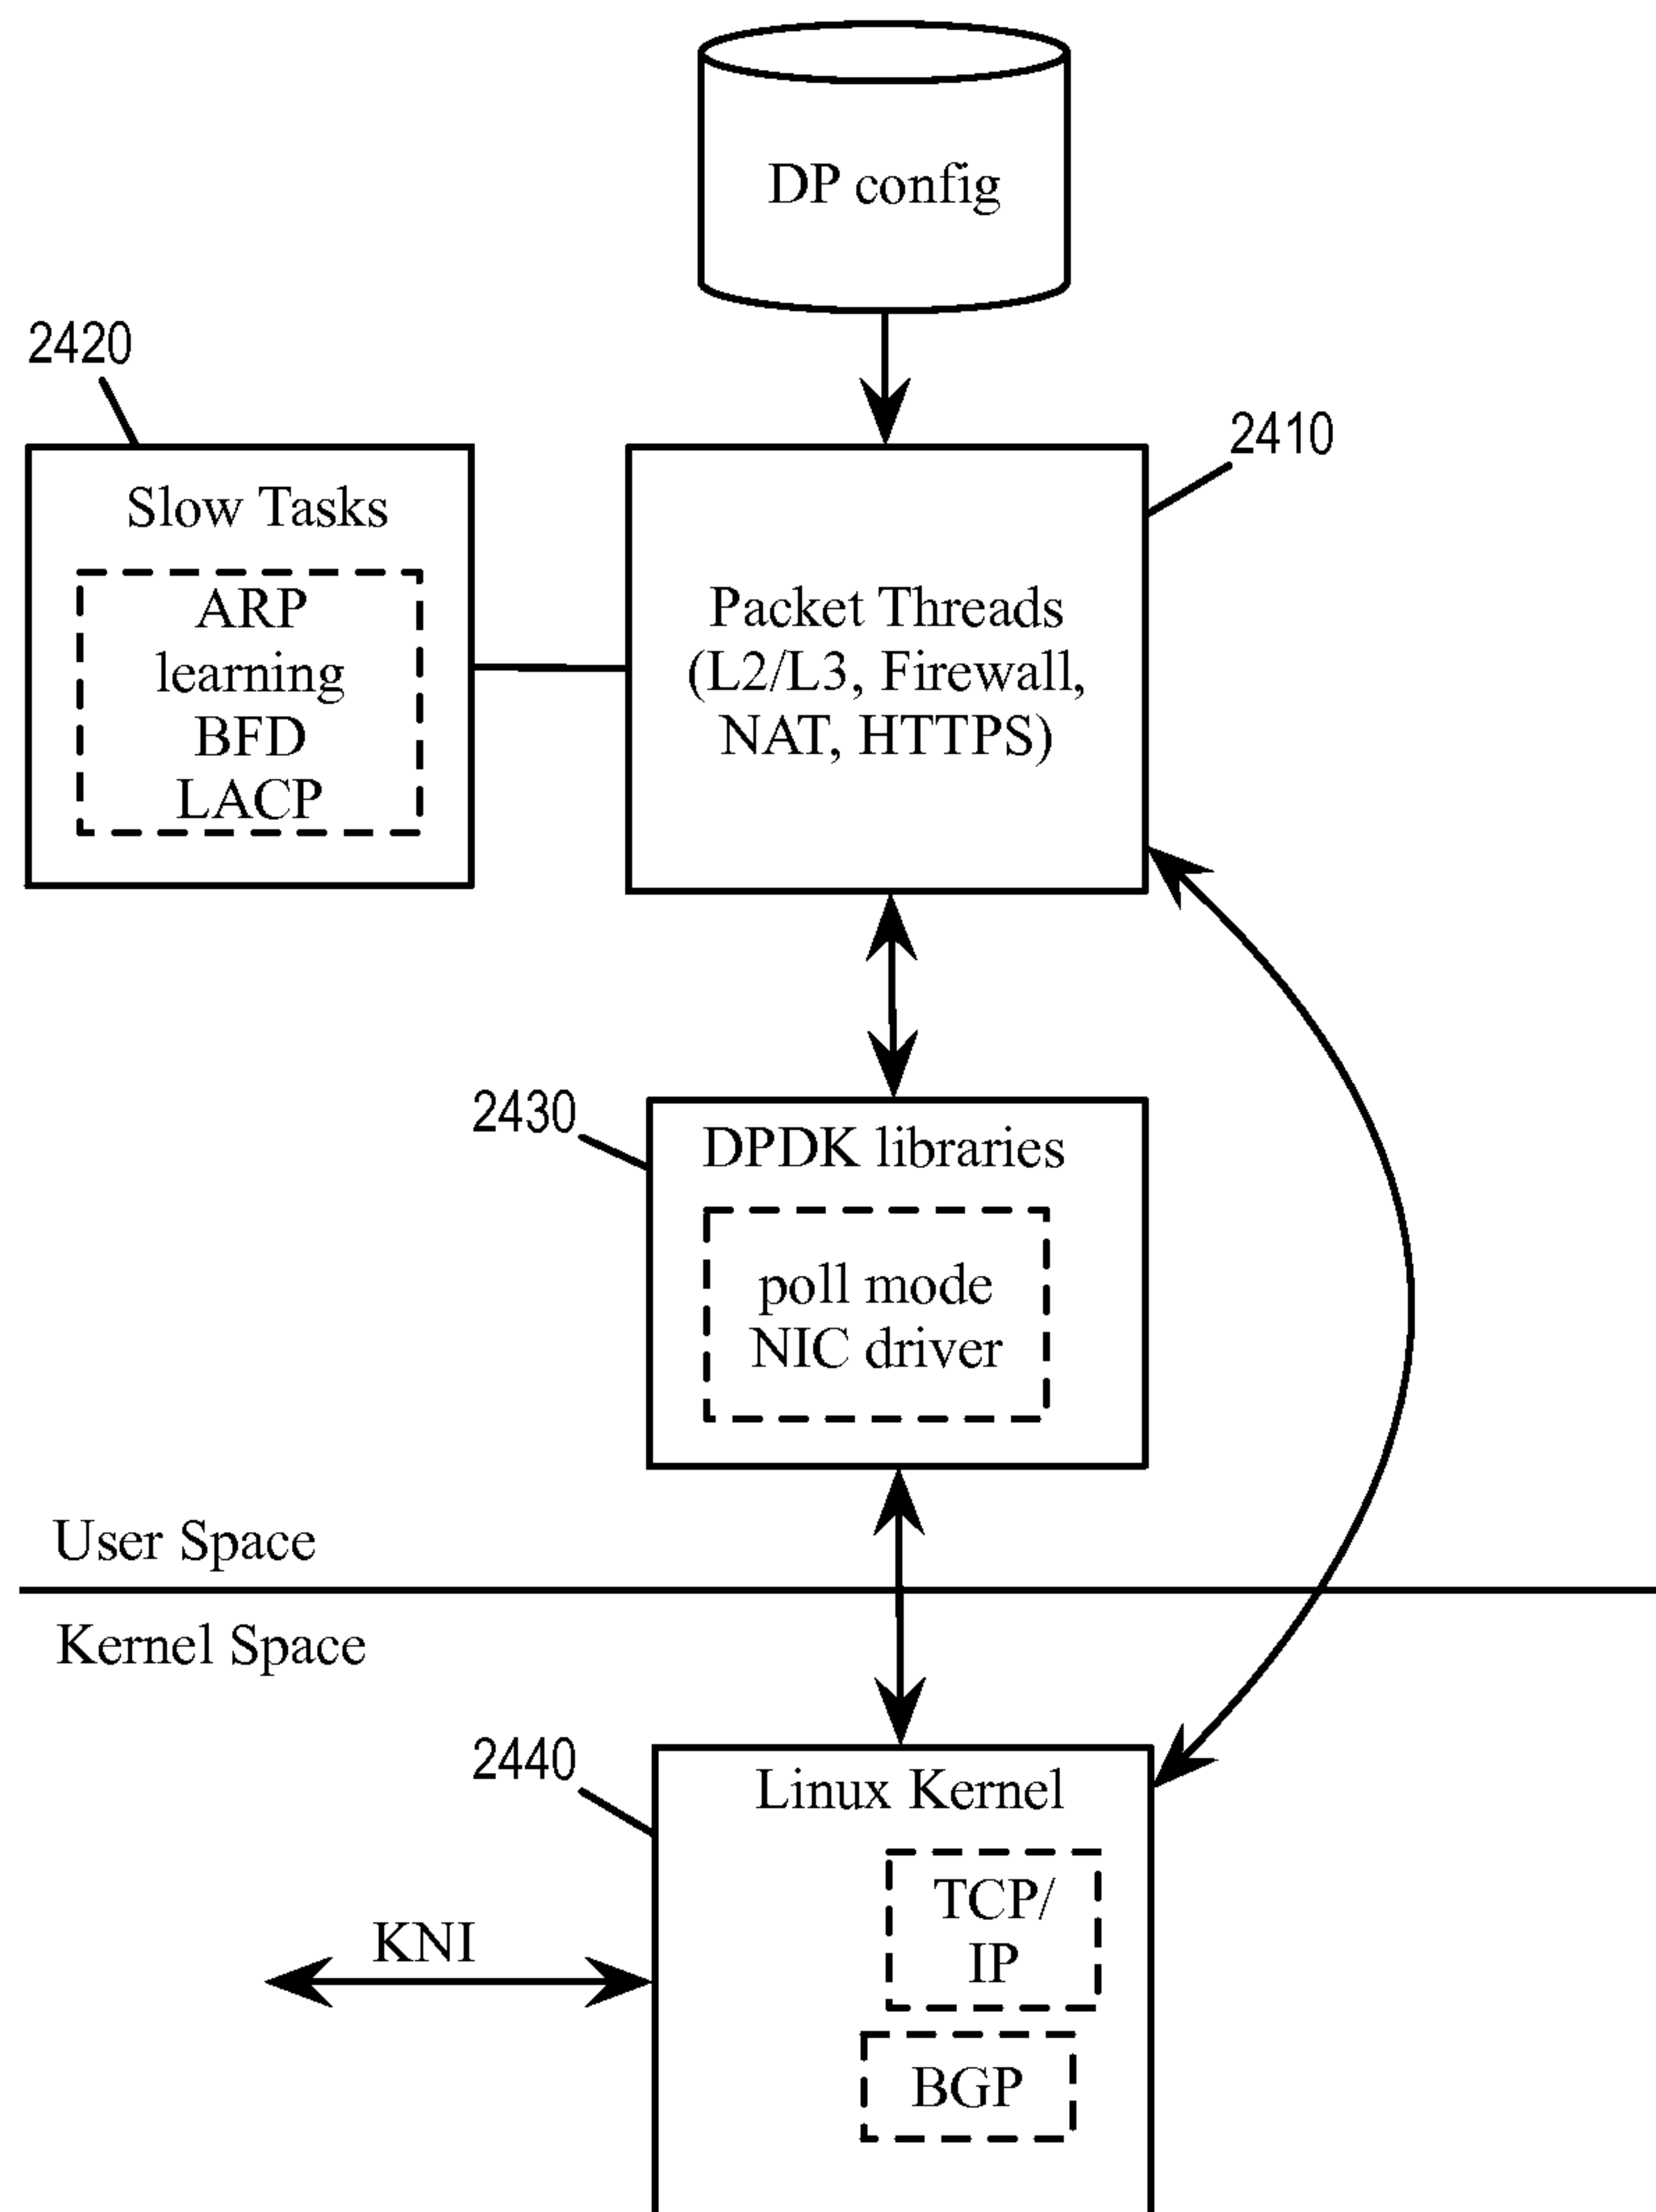 DP config
2420
2410
Slow Tasks
ARP
learning
BFD
LACP
Packet Threads
(L2/L3, Firewall,
NAT, HTTPS)
2430
DPDK libraries
poll mode
NIC driver
User Space
Kernel Space
2440
Linux Kernel
TCP/
IP
KNI
BGP